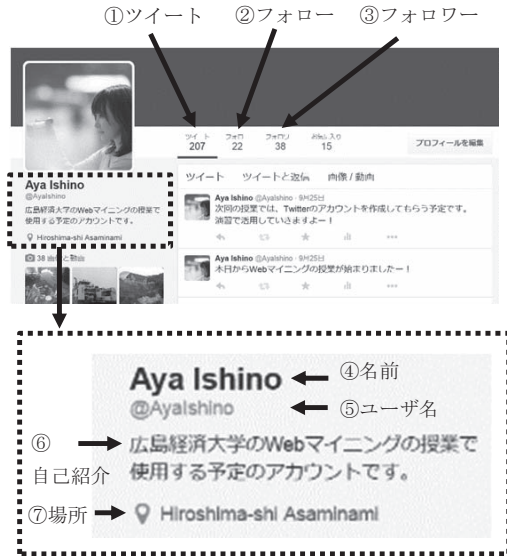 ①ツイート ②フォロー ③フォロワー
ツイート フォロー フォロワー お気に入り
207 22 38 15
プロフィールを編集
Aya Ishino
@AyaIshino
広島経済大学のWebマイニングの授業で
使用する予定のアカウントです。
Hiroshima-shi Asaminami
38 画像と動画
ツイート ツイートと返信 画像 / 動画
Aya Ishino @AyaIshino · 9月25日
次回の授業では、Twitterのアカウントを作成してもらう予定です。
演習で活用していきますよー！
Aya Ishino @AyaIshino · 9月25日
本日からWebマイニングの授業が始まりましたー！
Aya Ishino ④名前
@AyaIshino ⑤ユーザ名
⑥
自己紹介
広島経済大学のWebマイニングの授業で
使用する予定のアカウントです。
⑦場所 Hiroshima-shi Asaminami